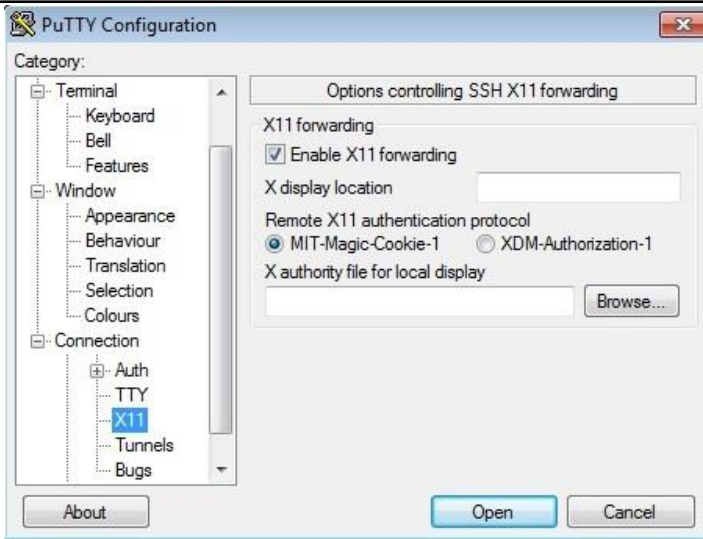 PuTTY Configuration
Category:
Terminal
Keyboard
Bell
Features
Window
Appearance
Behaviour
Translation
Selection
Colours
Connection
Auth
TTY
X11
Tunnels
Bugs
Options controlling SSH X11 forwarding
X11 forwarding
Enable X11 forwarding
X display location
Remote X11 authentication protocol
MIT-Magic-Cookie-1 XDM-Authorization-1
X authority file for local display
Browse...
About Open Cancel